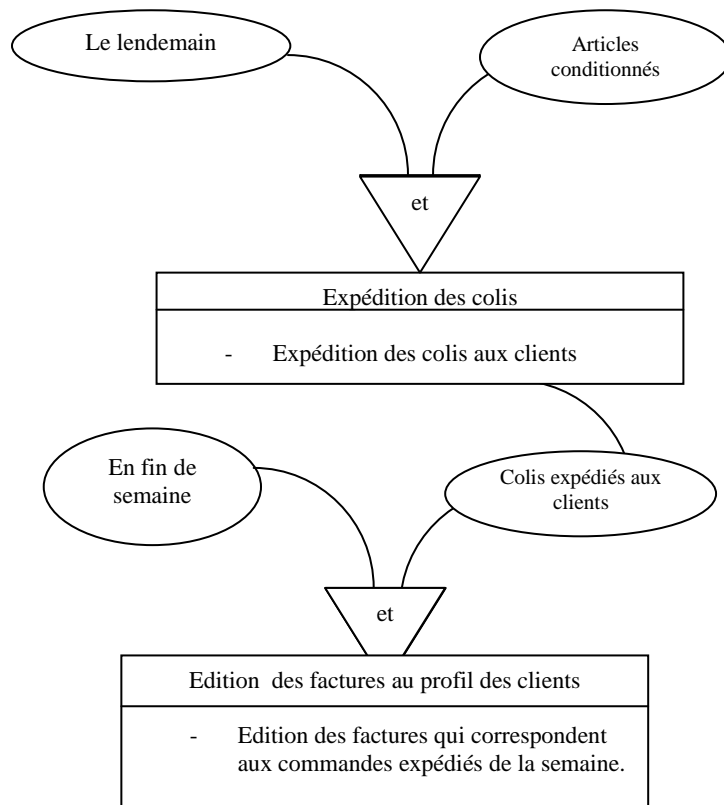 Le lendemain
Articles
conditionnés
et
Expédition des colis
- Expédition des colis aux clients
En fin de
semaine
Colis expédiés aux
clients
et
Edition des factures au profil des clients
- Edition des factures qui correspondent
aux commandes expédiés de la semaine.